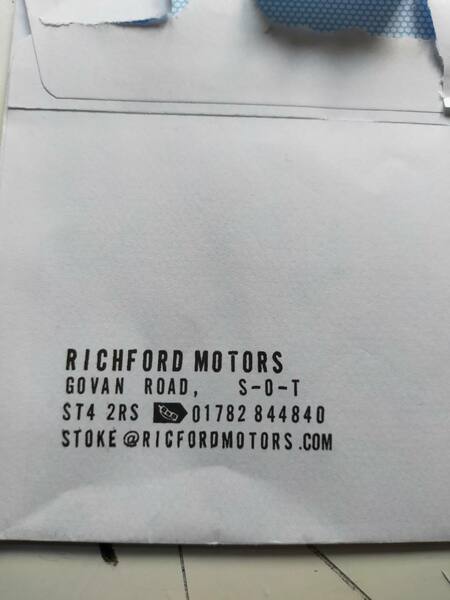 RICHFORD MOTORS
GOVAN ROAD, S-O-T
ST4 2RS 01782 844840
STOKE@RICFORDMOTORS.COM